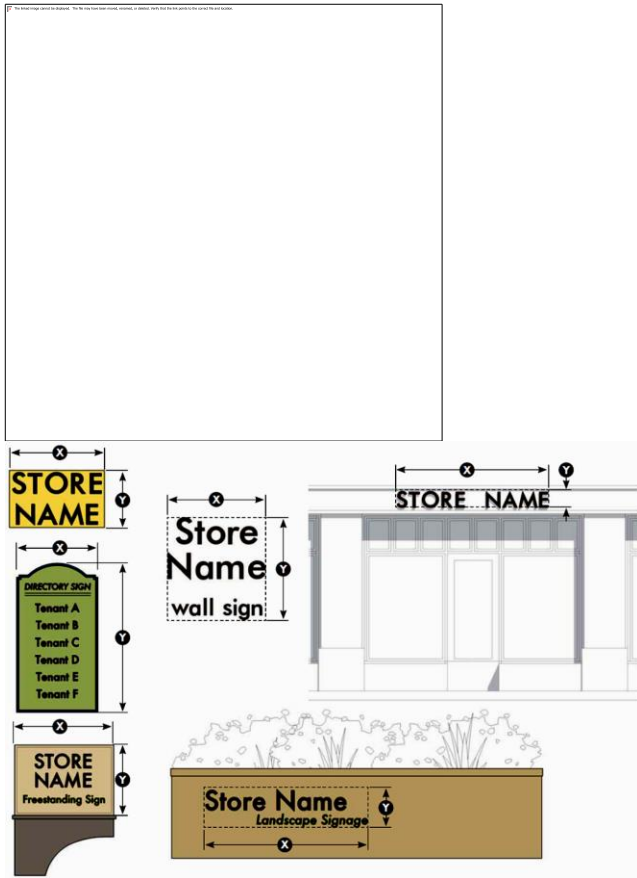 The linked image cannot be displayed. The file may have been moved, renamed, or deleted. Verify that the link points to the correct file and location.
X
STORE
NAME
Y
X
Store
Name
wall sign
Y
X
Y
STORE NAME
X
DIRECTORY SIGN
Tenant A
Tenant B
Tenant C
Tenant D
Tenant E
Tenant F
Y
X
STORE
NAME
Freestanding Sign
Y
Store Name
Landscape Signage
Y
X